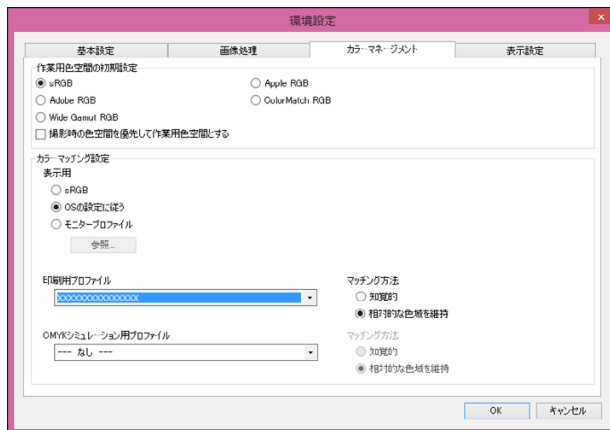 環境設定
×
基本設定
画像処理
カラーマネージメント
表示設定
作業用色空間の初期設定
sRGB
Apple RGB
Adobe RGB
ColorMatch RGB
Wide Gamut RGB
撮影時の色空間を優先して作業用色空間とする
カラーマッチング設定
表示用
sRGB
OSの設定に従う
モニタープロファイル
参照...
印刷用プロファイル
マッチング方法
XXXXXXXXXXXXXXX
知覚的
相対的な色域を維持
CMYKシミュレーション用プロファイル
マッチング方法
--- なし ---
知覚的
相対的な色域を維持
OK
キャンセル